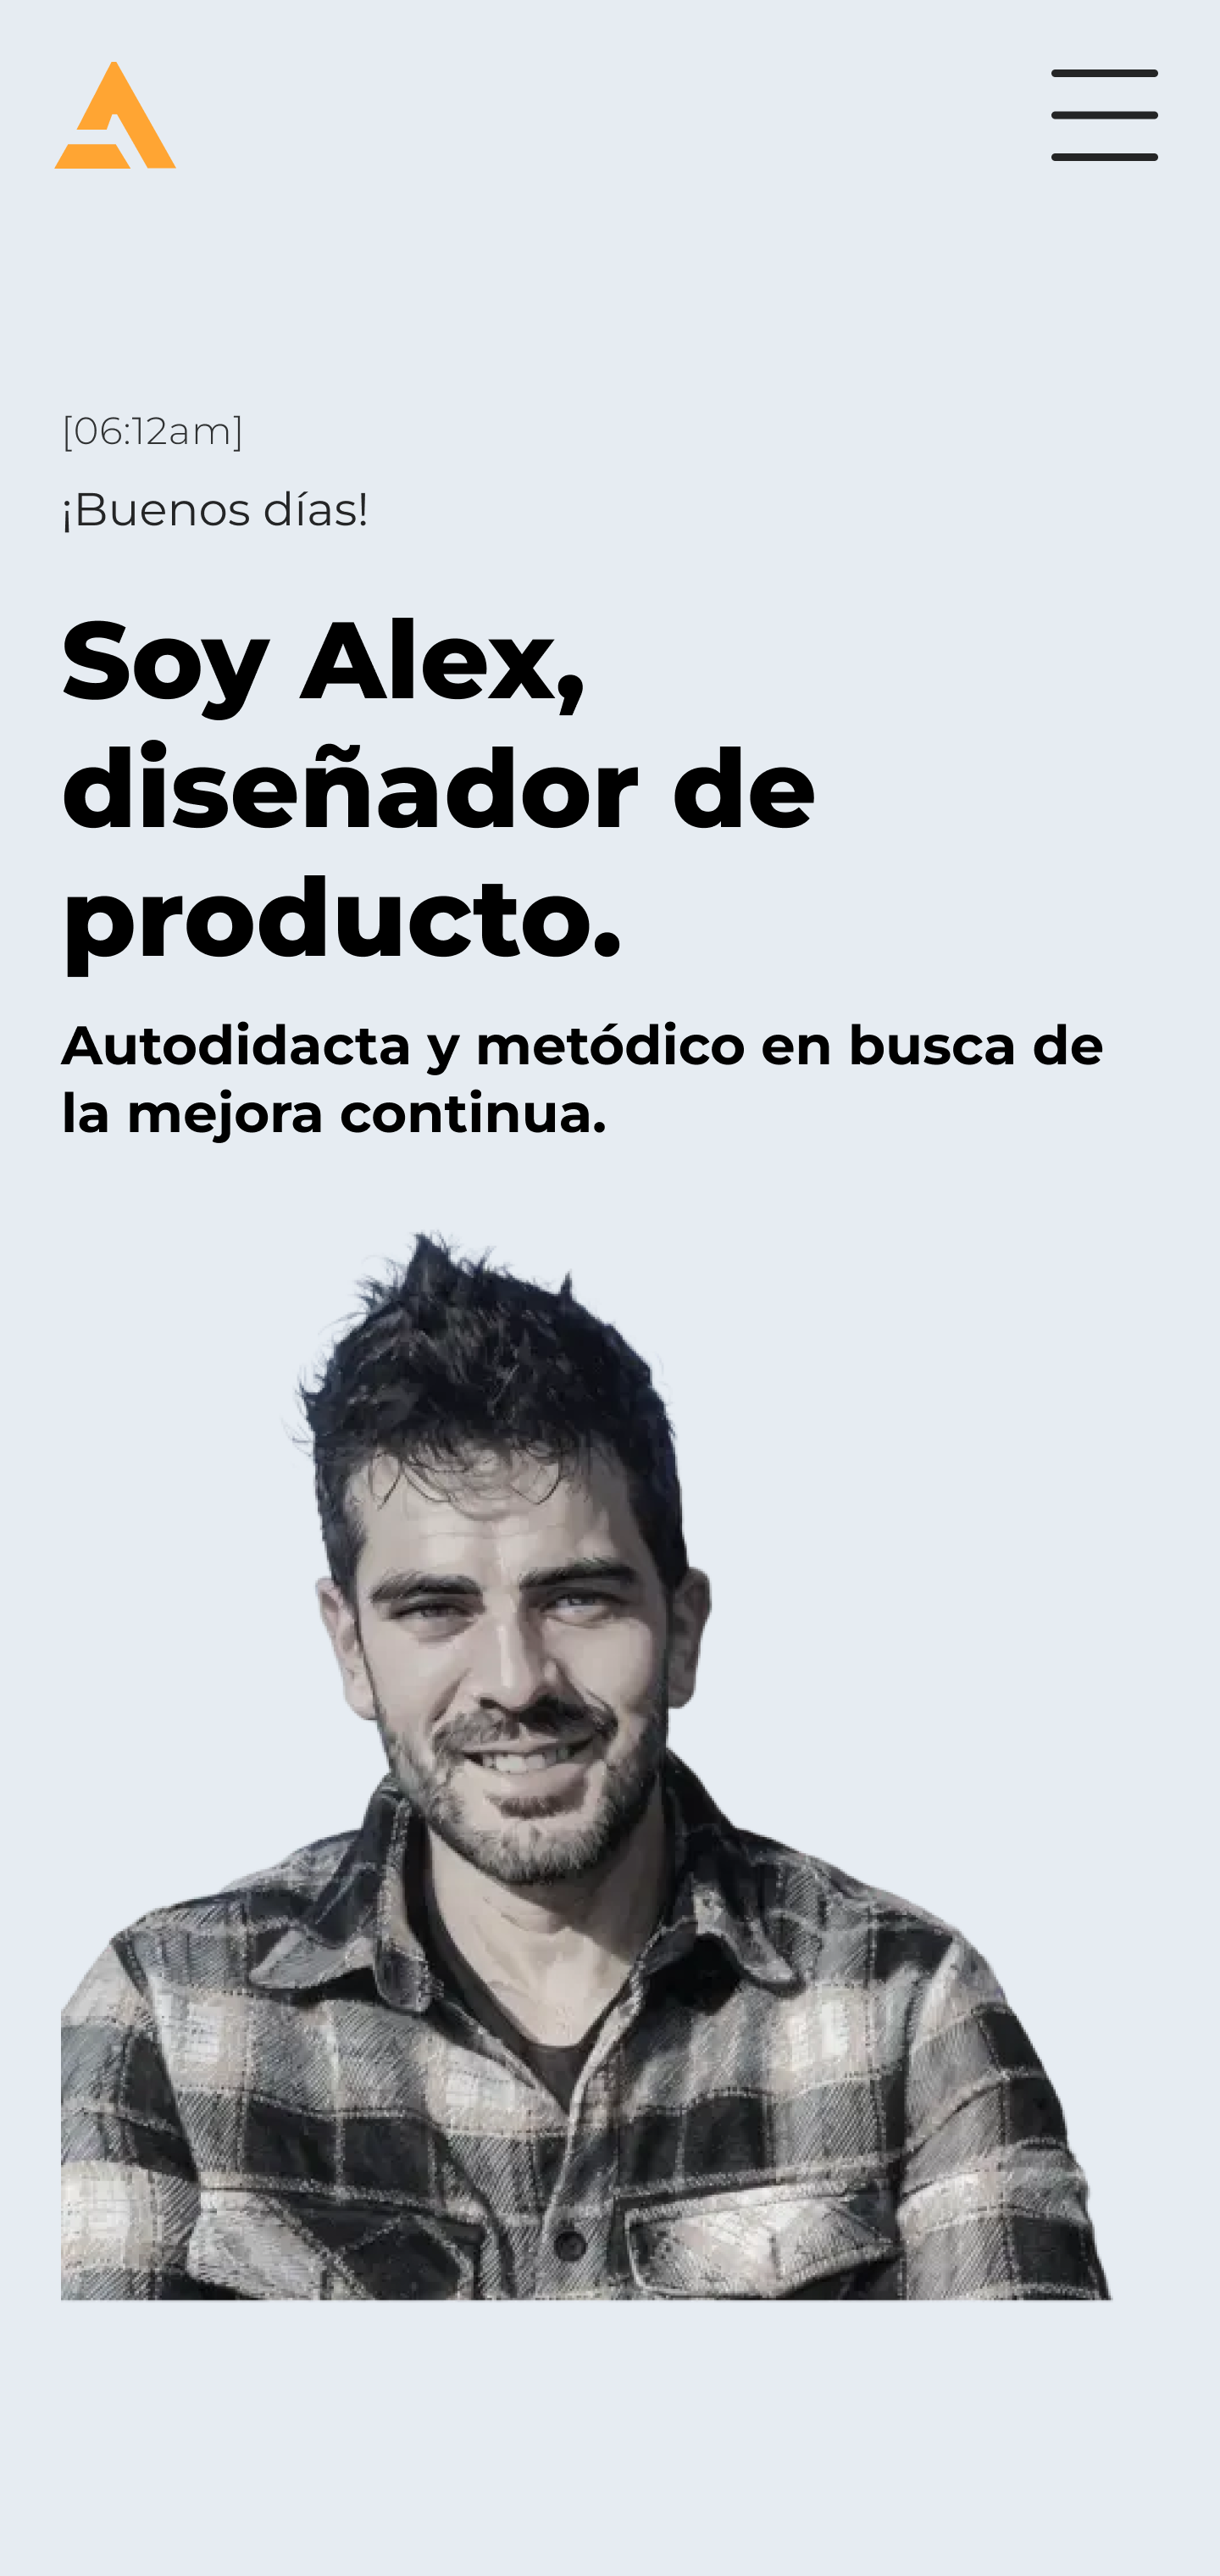 [06:12am]
¡Buenos días!
Soy Alex,
diseñador de
producto.
Autodidacta y metódico en busca de
la mejora continua.